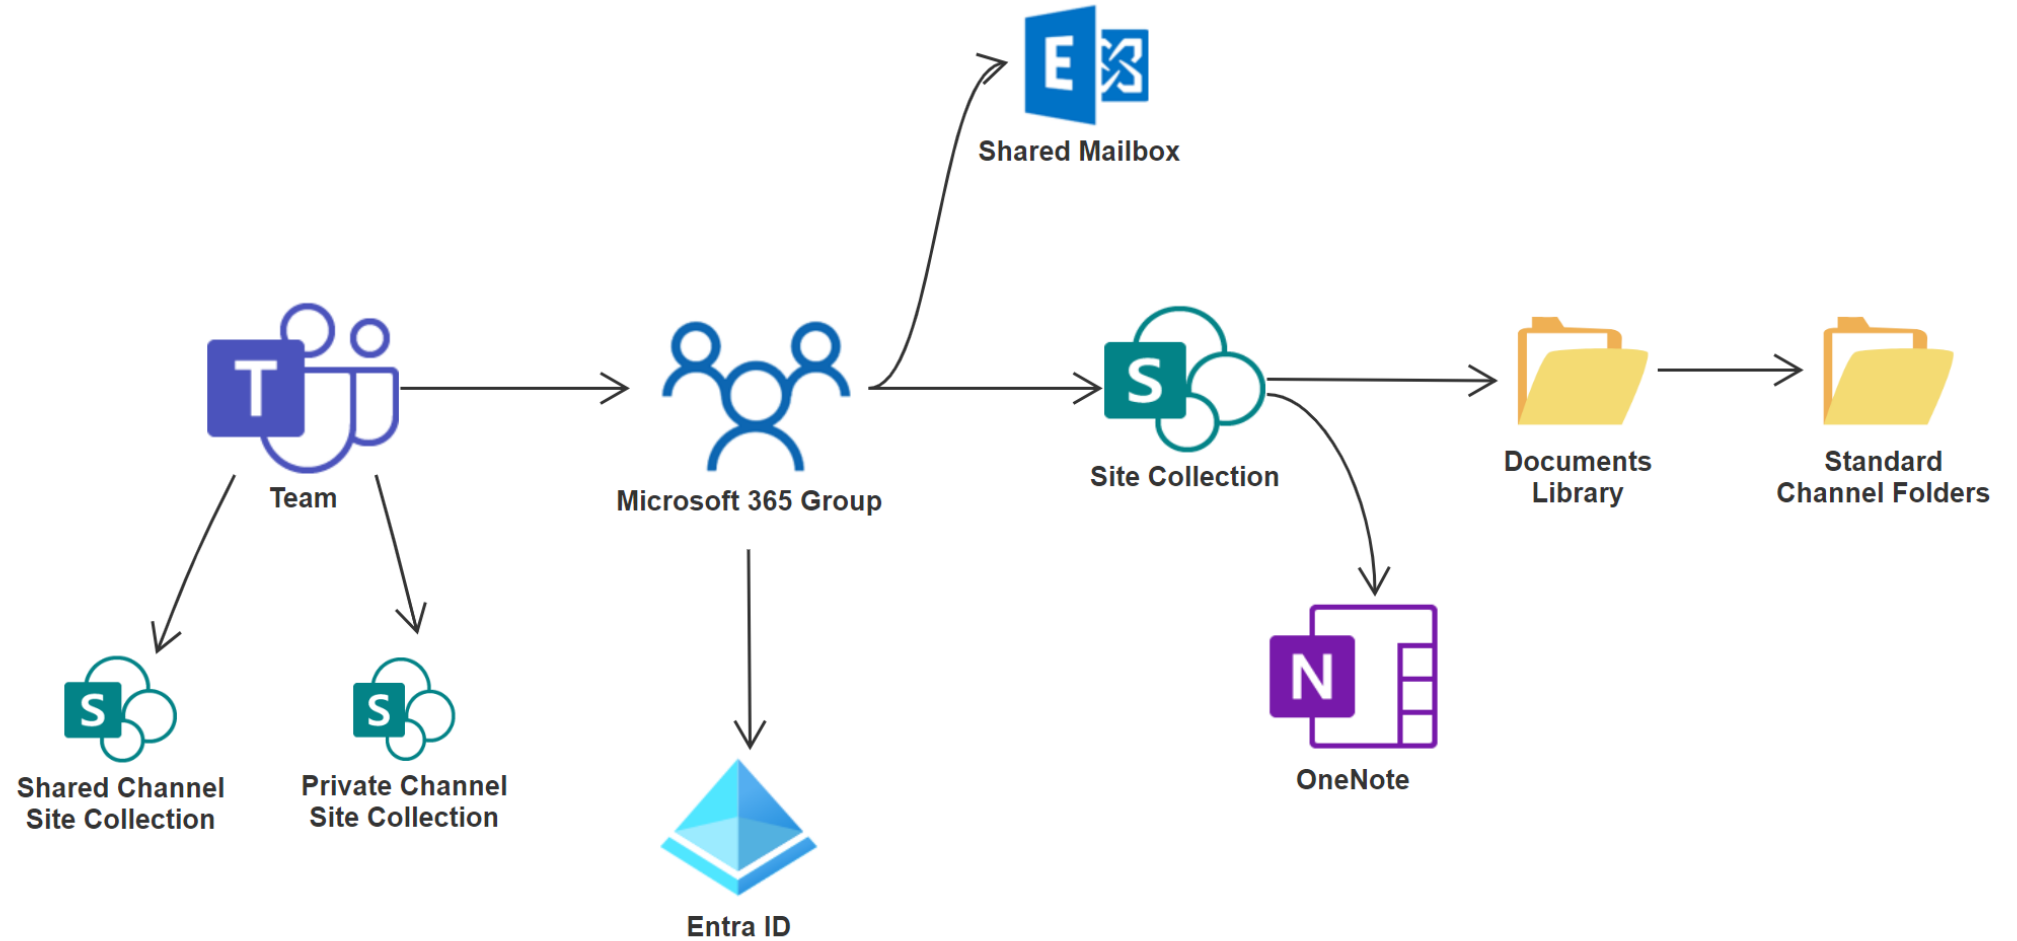 E
Shared Mailbox
T
Team
Microsoft 365 Group
S
Site Collection
Documents
Library
Standard
Channel Folders
S
Shared Channel
Site Collection
S
Private Channel
Site Collection
N
OneNote
Entra ID